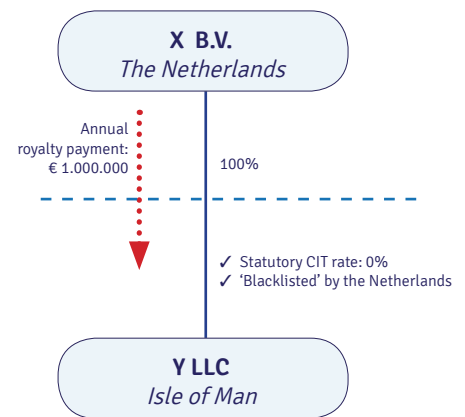 X B.V.
The Netherlands
Annual
royalty payment:
€ 1.000.000
100%
✓ Statutory CIT rate: 0%
✓ ‘Blacklisted’ by the Netherlands
Y LLC
Isle of Man